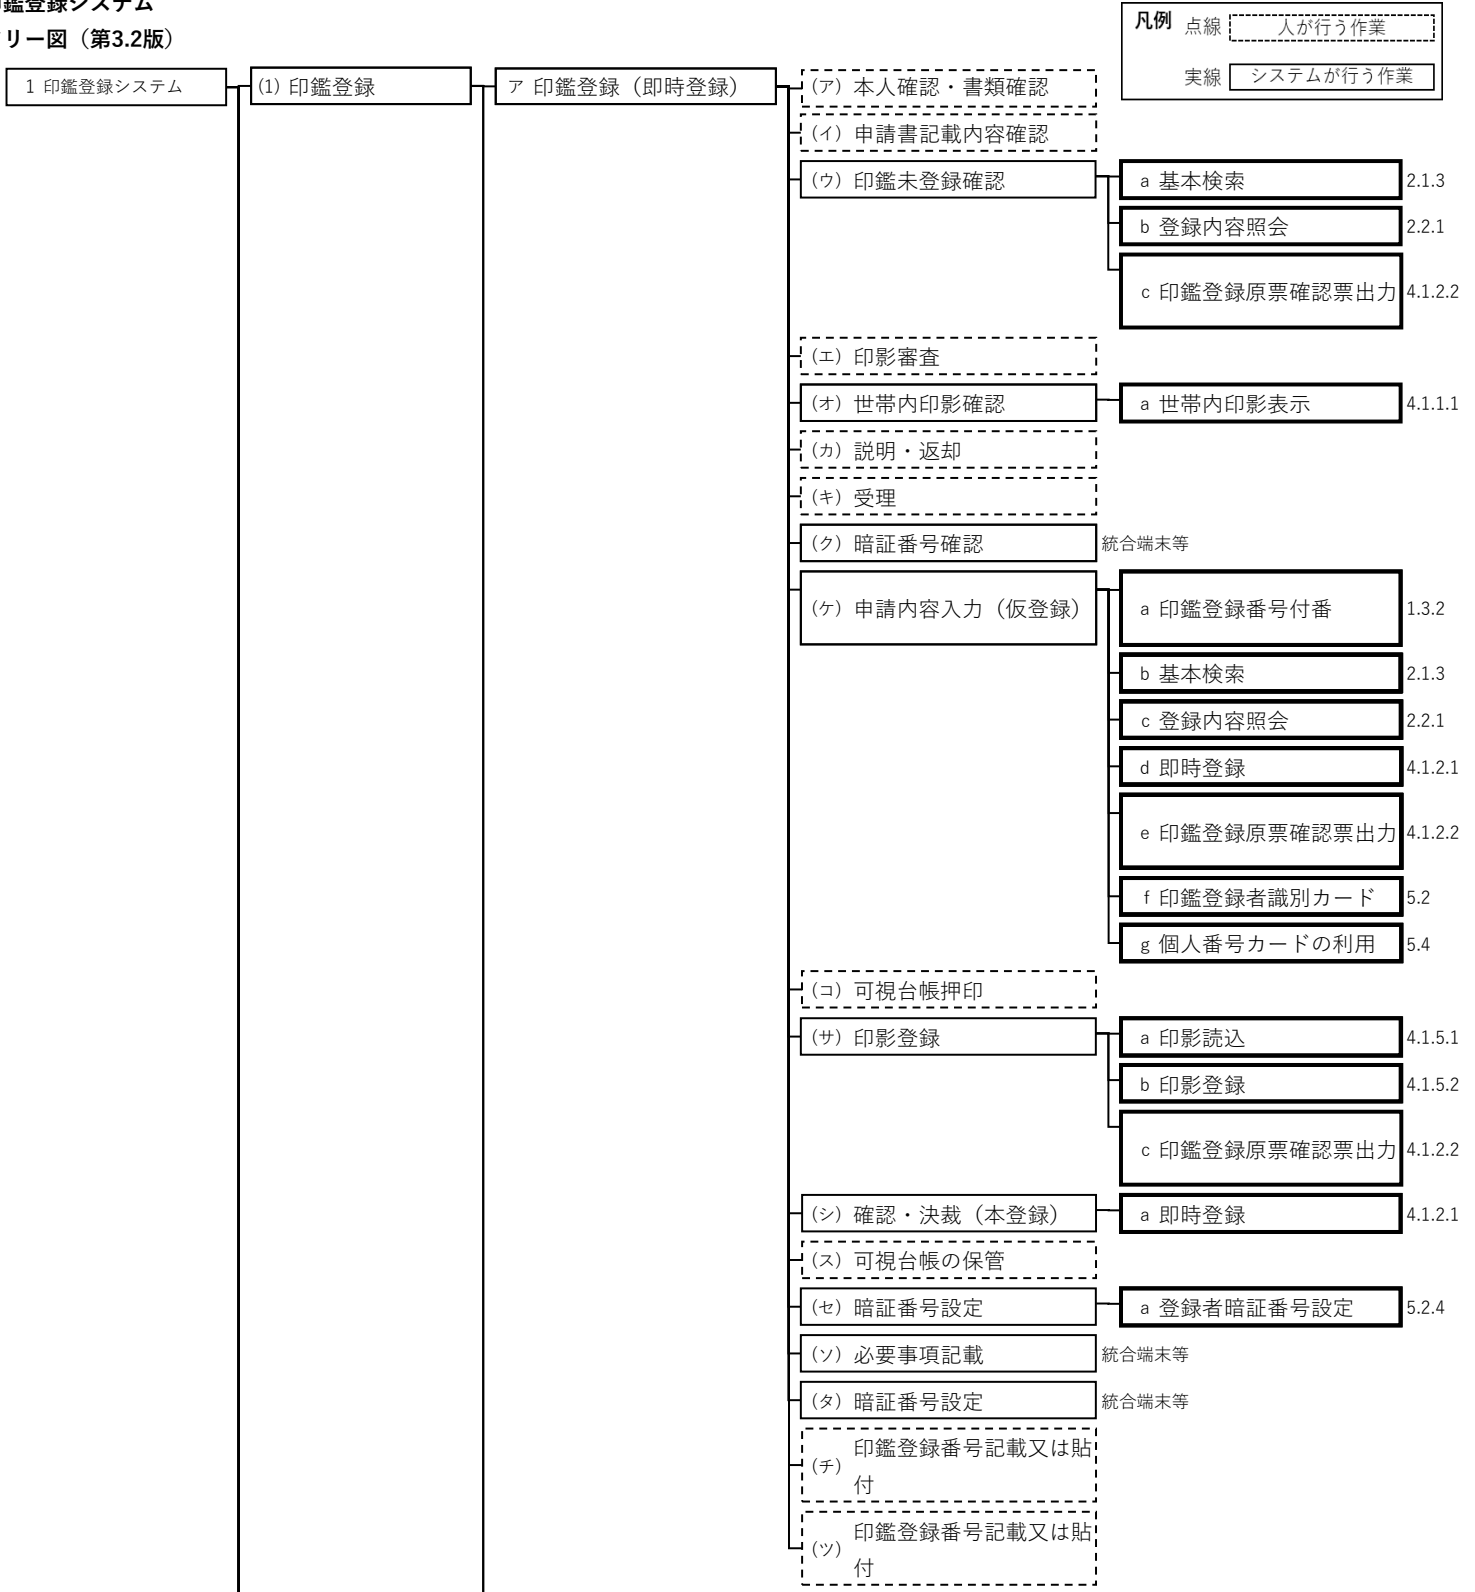 鑑登録システム
リー図（第3.2版）
凡例 点線 人が行う作業
実線 システムが行う作業
1 印鑑登録システム
(1) 印鑑登録
ア 印鑑登録（即時登録）
(ア) 本人確認・書類確認
(イ) 申請書記載内容確認
(ウ) 印鑑未登録確認
a 基本検索 2.1.3
b 登録内容照会 2.2.1
c 印鑑登録原票確認票出力 4.1.2.2
(エ) 印影審査
(オ) 世帯内印影確認
a 世帯内印影表示 4.1.1.1
(カ) 説明・返却
(キ) 受理
(ク) 暗証番号確認 統合端末等
(ケ) 申請内容入力（仮登録）
a 印鑑登録番号付番 1.3.2
b 基本検索 2.1.3
c 登録内容照会 2.2.1
d 即時登録 4.1.2.1
e 印鑑登録原票確認票出力 4.1.2.2
f 印鑑登録者識別カード 5.2
g 個人番号カードの利用 5.4
(コ) 可視台帳押印
(サ) 印影登録
a 印影読込 4.1.5.1
b 印影登録 4.1.5.2
c 印鑑登録原票確認票出力 4.1.2.2
(シ) 確認・決裁（本登録）
a 即時登録 4.1.2.1
(ス) 可視台帳の保管
(セ) 暗証番号設定
a 登録者暗証番号設定 5.2.4
(ソ) 必要事項記載 統合端末等
(タ) 暗証番号設定 統合端末等
(チ) 印鑑登録番号記載又は貼
付
(ツ) 印鑑登録番号記載又は貼
付